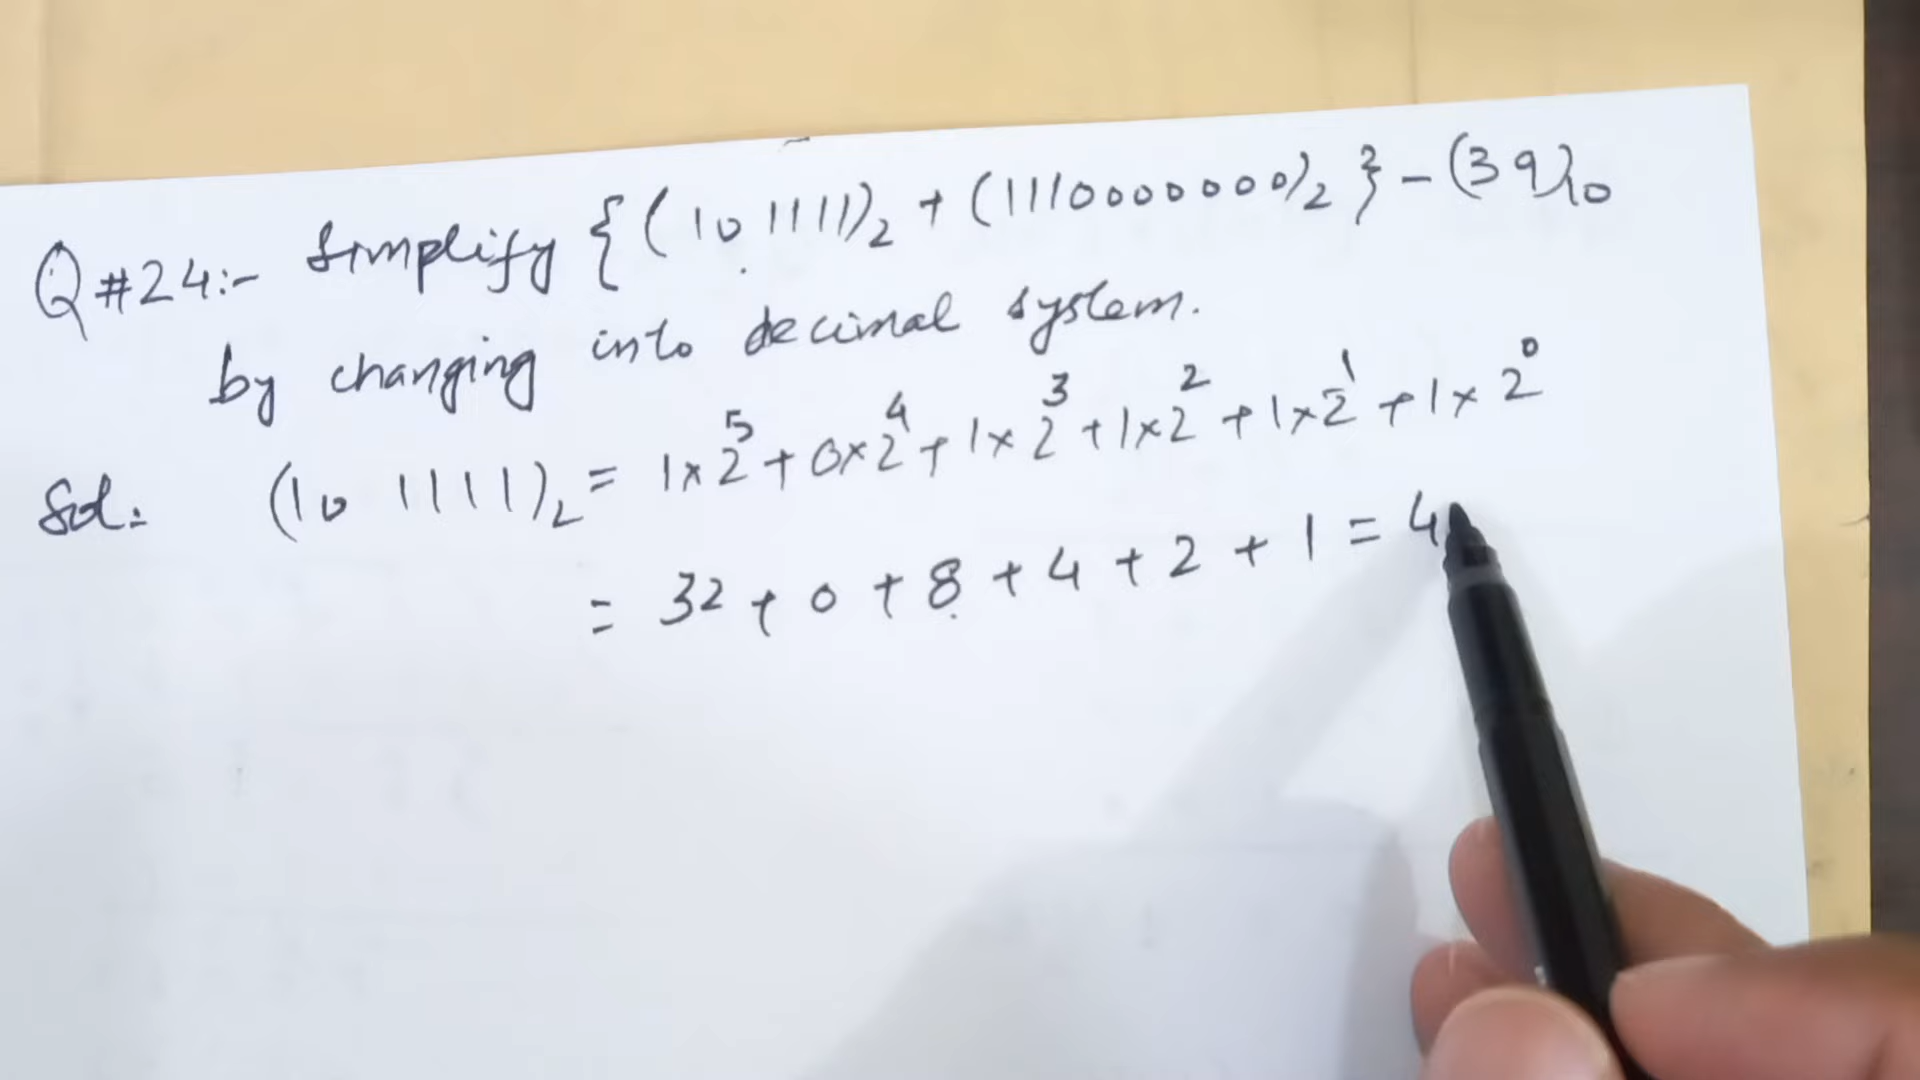 Q#24:- Simplify {(101111)₂ + (1110000000)₂} - (39)₁₀
by changing into decimal system.
Sol: (101111)₂ = 1×2⁵ + 0×2⁴ + 1×2³ + 1×2² + 1×2¹ + 1×2⁰
= 32 + 0 + 8 + 4 + 2 + 1 = 4